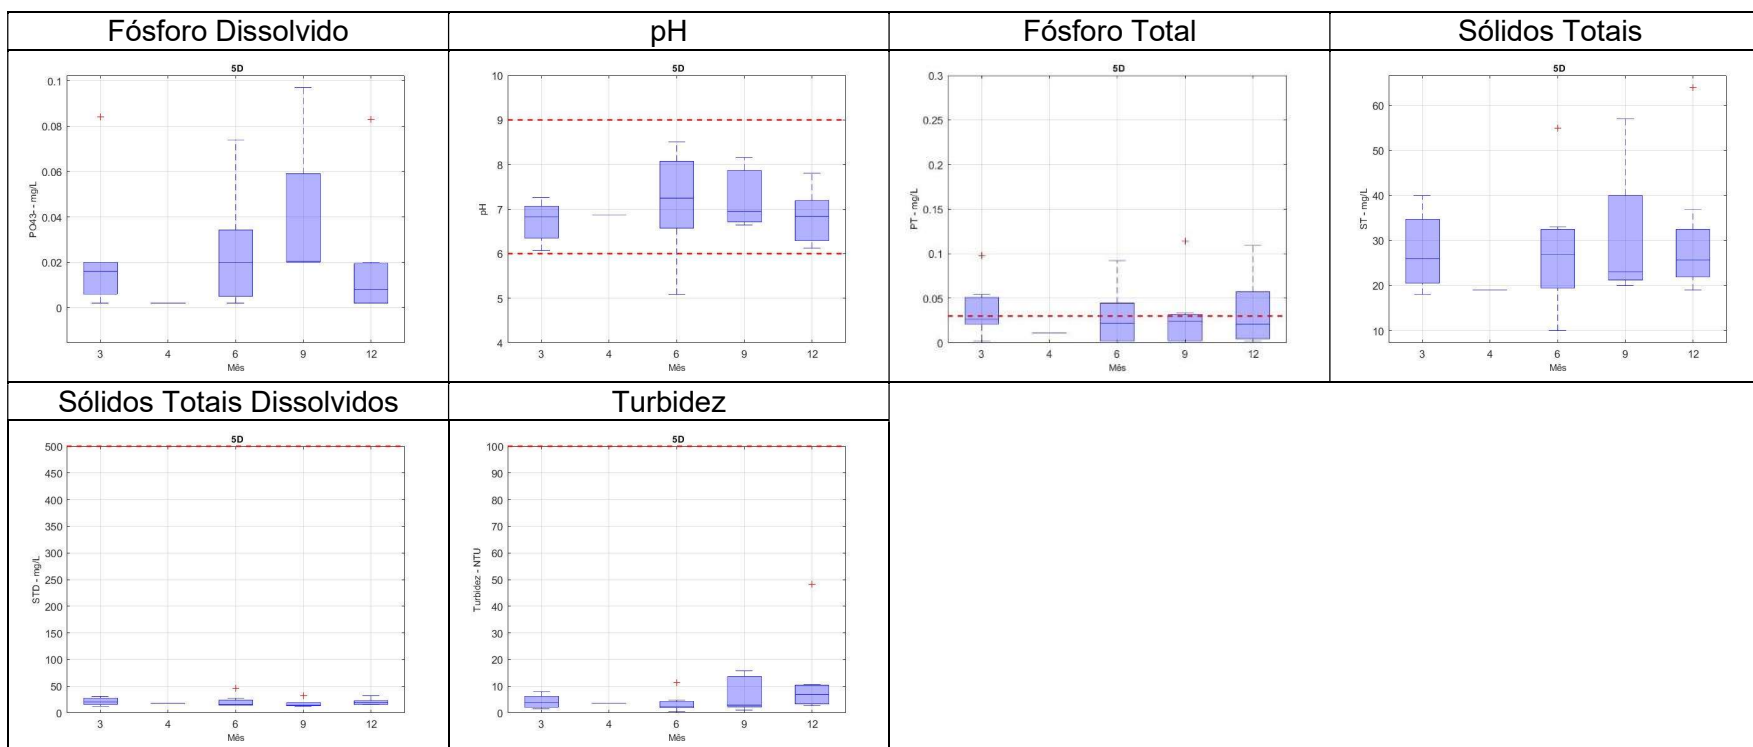 Fósforo Dissolvido
pH
Fósforo Total
Sólidos Totais
5D
0.1
0.08
0.06
0.04
0.02
0
PO43- - mg/L
3 4 6 9 12
Mês
5D
10
9
8
7
6
5
4
pH
3 4 6 9 12
Mês
5D
0.3
0.25
0.2
0.15
0.1
0.05
0
PT - mg/L
3 4 6 9 12
Mês
5D
60
50
40
30
20
10
ST - mg/L
3 4 6 9 12
Mês
Sólidos Totais Dissolvidos
Turbidez
5D
500
450
400
350
300
250
200
150
100
50
0
STD - mg/L
3 4 6 9 12
Mês
5D
100
90
80
70
60
50
40
30
20
10
0
Turbidez - NTU
3 4 6 9 12
Mês